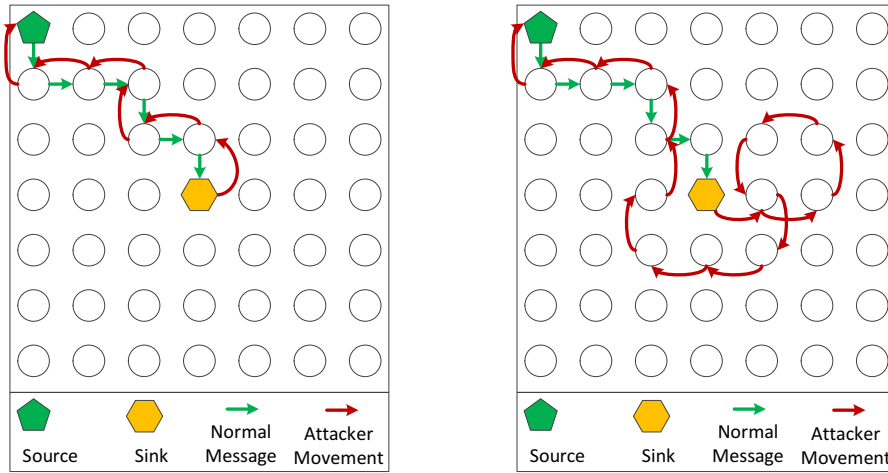 Source
Sink
Normal
Message
Attacker
Movement
Source
Sink
Normal
Message
Attacker
Movement